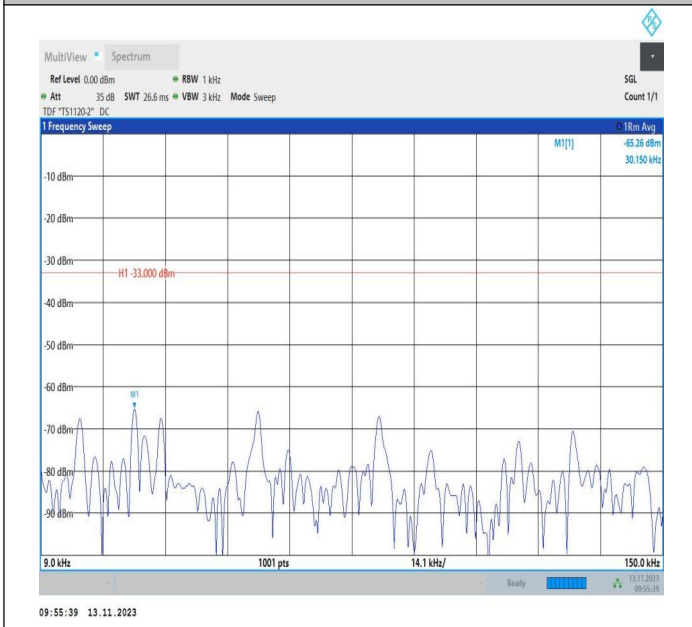 R S
MultiView Spectrum
Ref Level 0.00 dBm RBW 1 kHz SGL
Att 35 dB SWT 26.6 ms VBW 3 kHz Mode Sweep Count 1/1
TDF "TS1120-2" DC
1 Frequency Sweep 1Rm Avg
M1[1] -65.26 dBm
30.150 kHz
-10 dBm
-20 dBm
-30 dBm
H1 -33.000 dBm
-40 dBm
-50 dBm
-60 dBm
M1
-70 dBm
-80 dBm
-90 dBm
9.0 kHz 1001 pts 14.1 kHz/ 150.0 kHz
Ready 13.11.2023
09:55:39
09:55:39 13.11.2023